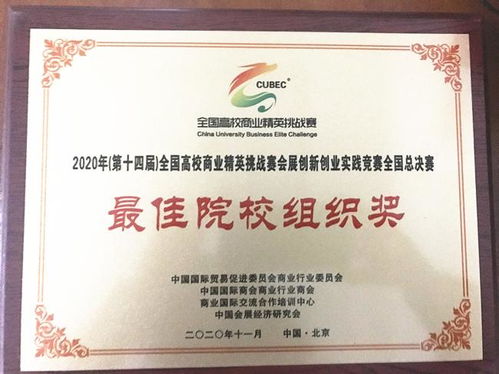 CUBEC®
全国高校商业精英挑战赛
China University Business Elite Challenge
2020年(第十四届)全国高校商业精英挑战赛会展创新创业实践竞赛全国总决赛
最佳院校组织奖
中国国际贸易促进委员会商业行业委员会
中国国际商会商业行业商会
商业国际交流合作培训中心
中国会展经济研究会
二〇二〇年十一月 中国·北京